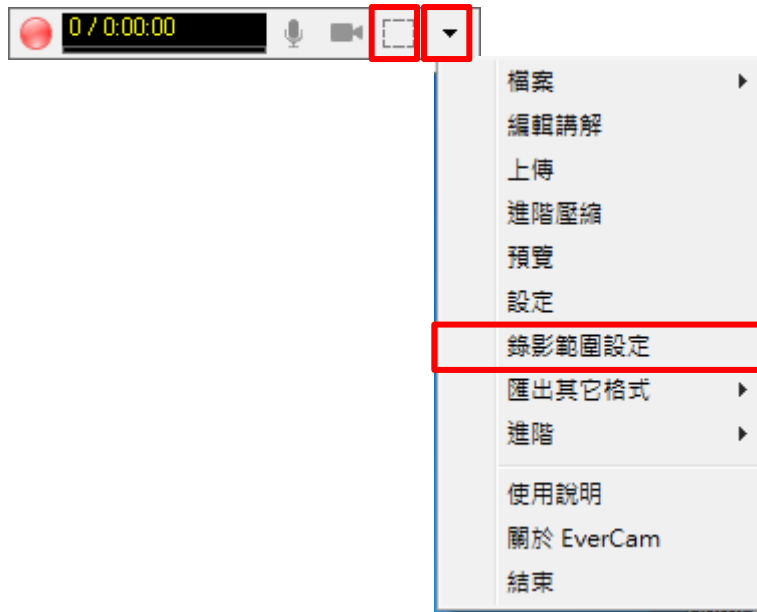 0 / 0:00:00
檔案
編輯講解
上傳
進階壓縮
預覽
設定
錄影範圍設定
匯出其它格式
進階
使用說明
關於 EverCam
結束